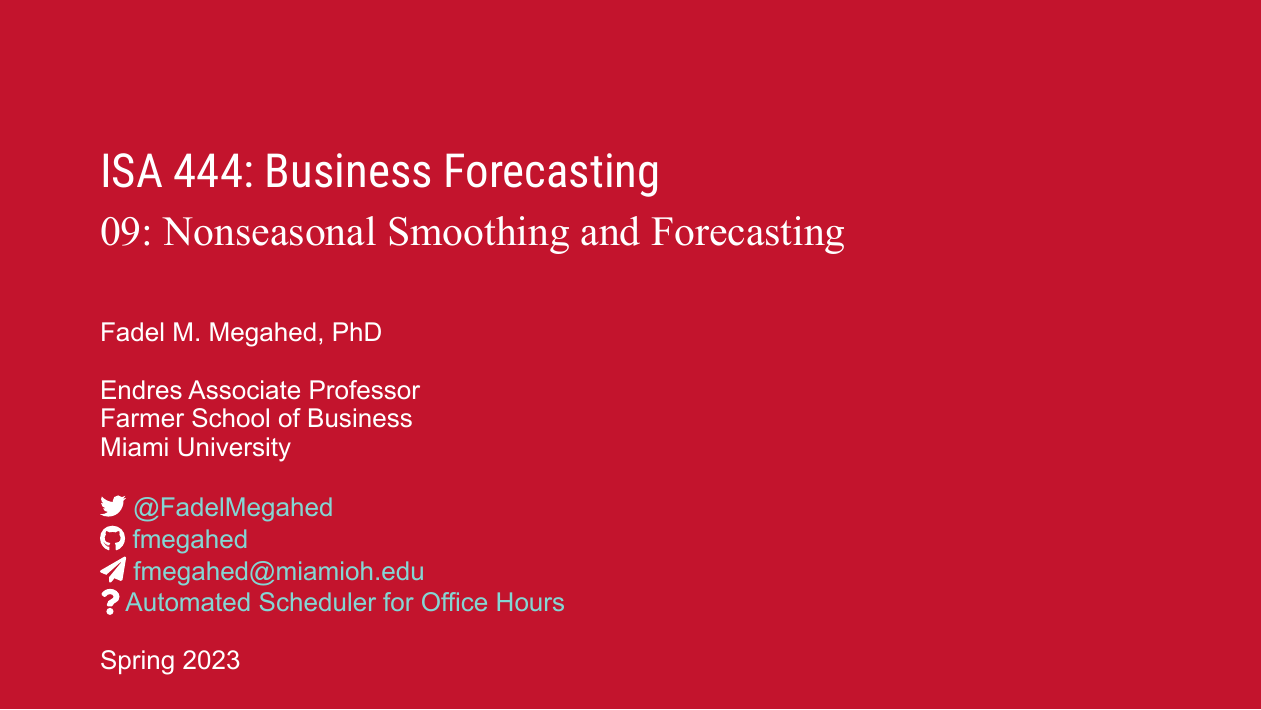 ISA 444: Business Forecasting
09: Nonseasonal Smoothing and Forecasting
Fadel M. Megahed, PhD
Endres Associate Professor
Farmer School of Business
Miami University
@FadelMegahed
fmegahed
fmegahed@miamioh.edu
? Automated Scheduler for Office Hours
Spring 2023